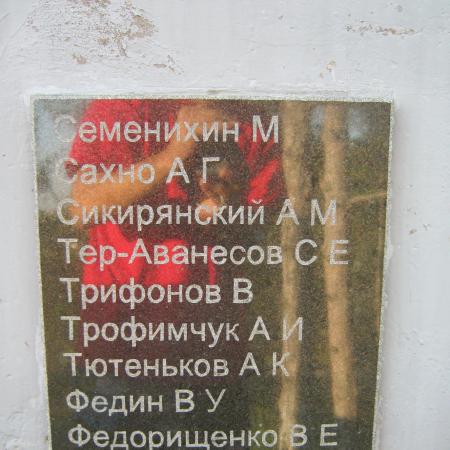 Семенихин М
Сахно А Г
Сикирянский А М
Тер-Аванесов С Е
Трифонов В
Трофимчук А И
Тютеньков А К
Федин В У
Федорищенко В Е